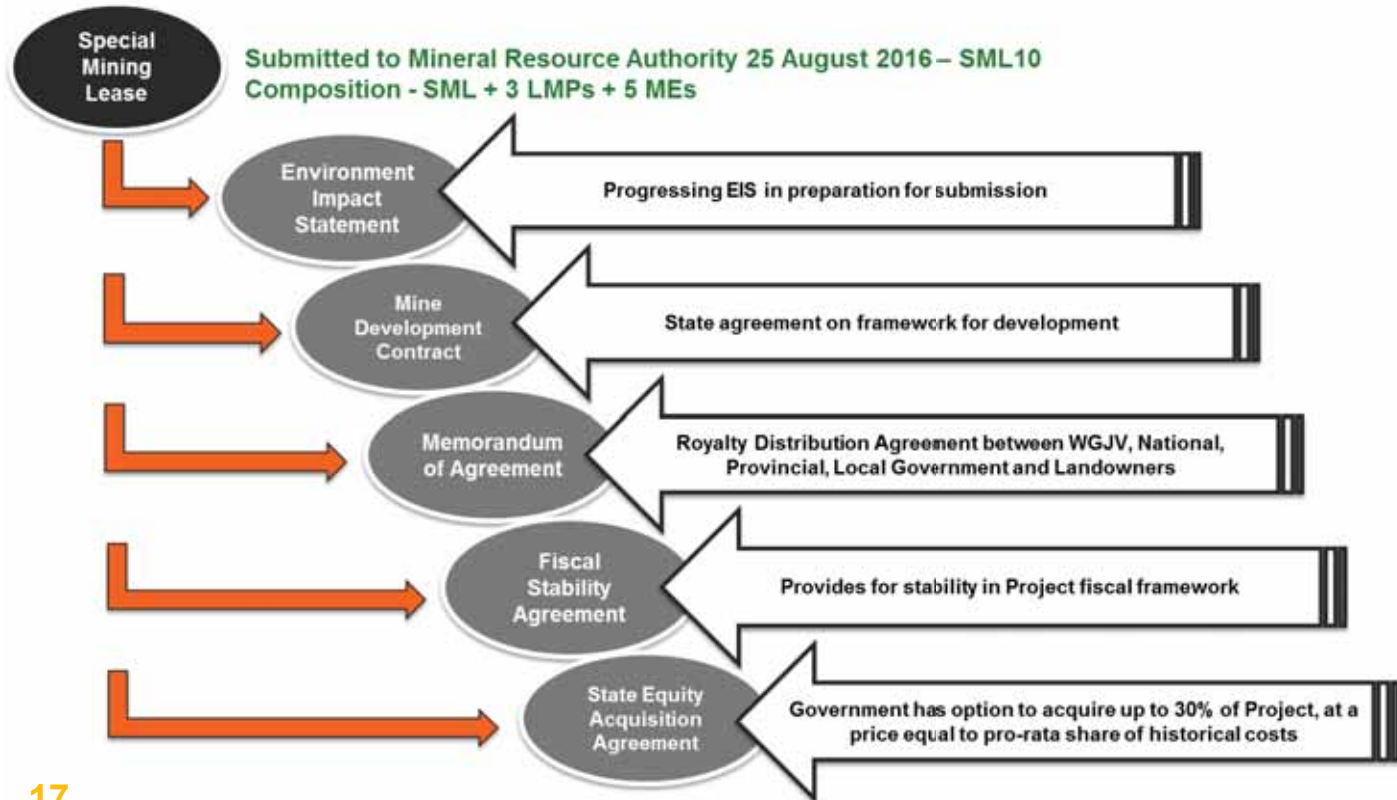 Special
Mining
Lease
Submitted to Mineral Resource Authority 25 August 2016 – SML10
Composition - SML + 3 LMPs + 5 MEs
Environment
Impact
Statement
Progressing EIS in preparation for submission
Mine
Development
Contract
State agreement on framework for development
Memorandum
of Agreement
Royalty Distribution Agreement between WGJV, National,
Provincial, Local Government and Landowners
Fiscal
Stability
Agreement
Provides for stability in Project fiscal framework
State Equity
Acquisition
Agreement
Government has option to acquire up to 30% of Project, at a
price equal to pro-rata share of historical costs
17